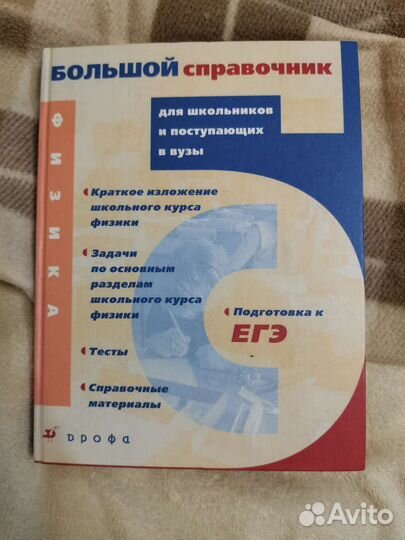 БОЛЬШОЙ справочник
для школьников
и поступающих
в вузы
ФИЗИКА
Краткое изложение
школьного курса
физики
Задачи
по основным
разделам
школьного курса
физики
Подготовка к
ЕГЭ
Тесты
Справочные
материалы
дрофа
Avito